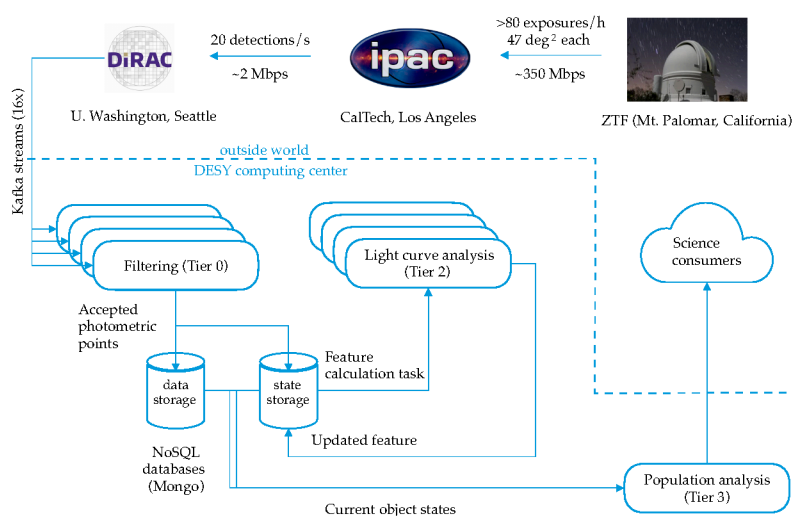 DiRAC
20 detections/s
~2 Mbps
ipac
>80 exposures/h
47 deg² each
~350 Mbps
U. Washington, Seattle
CalTech, Los Angeles
ZTF (Mt. Palomar, California)
Kafka streams (16x)
outside world
DESY computing center
Filtering (Tier 0)
Light curve analysis
(Tier 2)
Science
consumers
Accepted
photometric
points
data
storage
state
storage
Feature
calculation task
Updated feature
NoSQL
databases
(Mongo)
Population analysis
(Tier 3)
Current object states